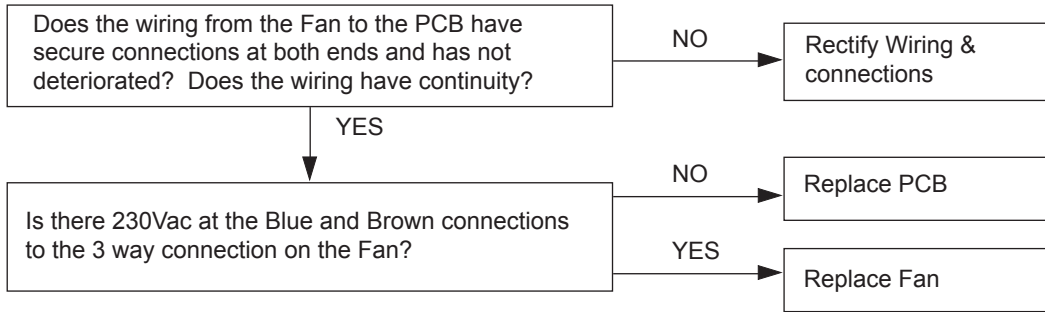 Does the wiring from the Fan to the PCB have
secure connections at both ends and has not
deteriorated?  Does the wiring have continuity?
NO
Rectify Wiring &
connections
YES
Is there 230Vac at the Blue and Brown connections
to the 3 way connection on the Fan?
NO
Replace PCB
YES
Replace Fan